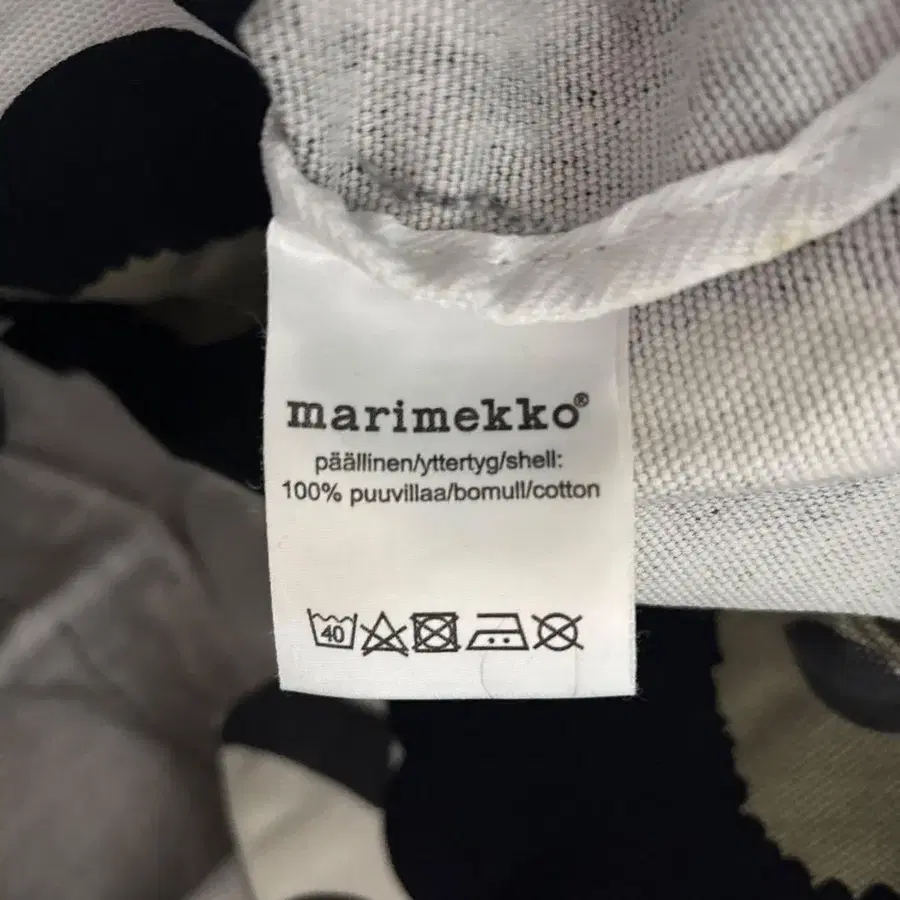 marimekko®
päällinen/yttertyg/shell:
100% puuvillaa/bomull/cotton
40